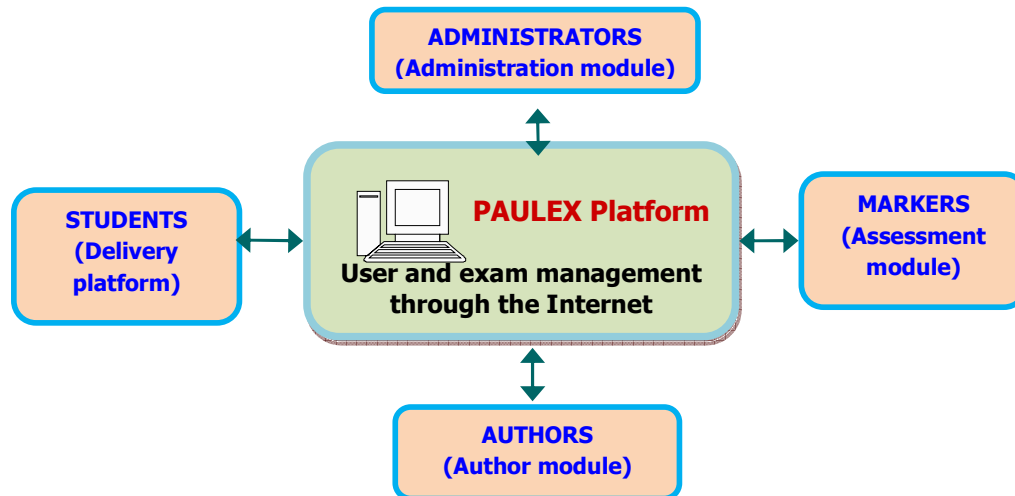 ADMINISTRATORS
(Administration module)
STUDENTS
(Delivery
platform)
PAULEX Platform
User and exam management
through the Internet
MARKERS
(Assessment
module)
AUTHORS
(Author module)